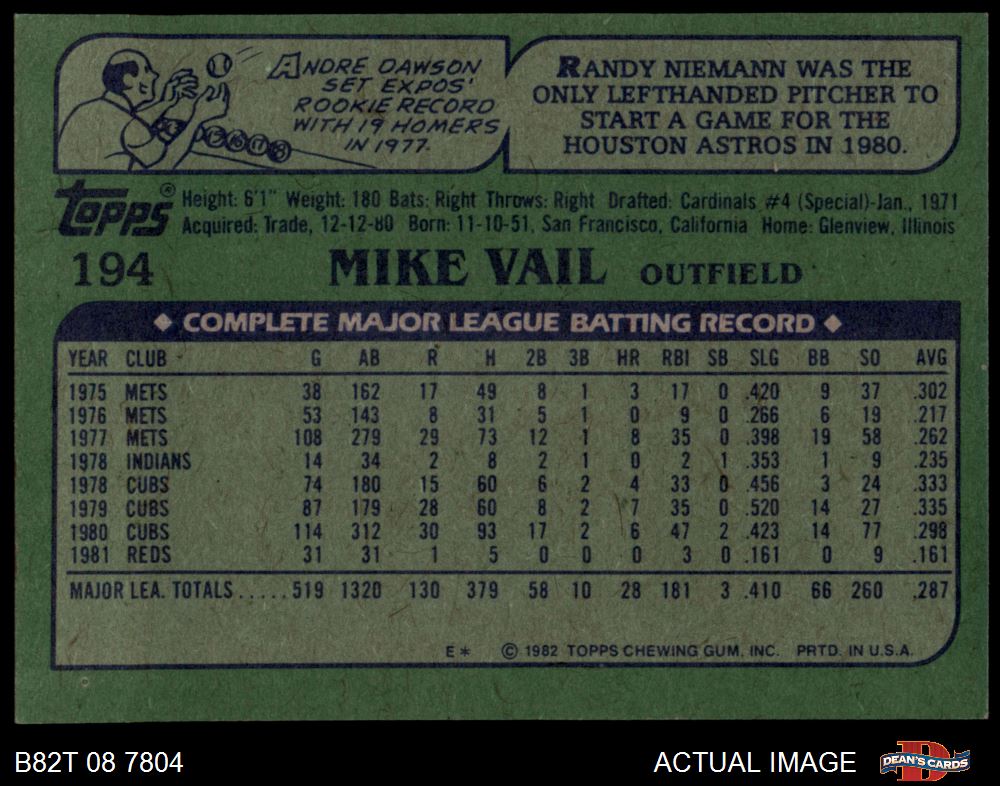 ANDRE DAWSON
SET EXPOS'
ROOKIE RECORD
WITH 19 HOMERS
IN 1977.
15 16 17 18
RANDY NIEMANN WAS THE
ONLY LEFTHANDED PITCHER TO
START A GAME FOR THE
HOUSTON ASTROS IN 1980.
topps®
Height: 6'1" Weight: 180 Bats: Right Throws: Right Drafted: Cardinals #4 (Special)-Jan., 1971
Acquired: Trade, 12-12-80 Born: 11-10-51, San Francisco, California Home: Glenview, Illinois
194 MIKE VAIL OUTFIELD
◆ COMPLETE MAJOR LEAGUE BATTING RECORD ◆
YEAR CLUB G AB R H 2B 3B HR RBI SB SLG BB SO AVG
1975 METS 38 162 17 49 8 1 3 17 0 .420 9 37 .302
1976 METS 53 143 8 31 5 1 0 9 0 .266 6 19 .217
1977 METS 108 279 29 73 12 1 8 35 0 .398 19 58 .262
1978 INDIANS 14 34 2 8 2 1 0 2 1 .353 1 9 .235
1978 CUBS 74 180 15 60 6 2 4 33 0 .456 3 24 .333
1979 CUBS 87 179 28 60 8 2 7 35 0 .520 14 27 .335
1980 CUBS 114 312 30 93 17 2 6 47 2 .423 14 77 .298
1981 REDS 31 31 1 5 0 0 0 3 0 .161 0 9 .161
MAJOR LEA. TOTALS.....519 1320 130 379 58 10 28 181 3 .410 66 260 .287
E* © 1982 TOPPS CHEWING GUM, INC. PRTD. IN U.S.A.
B82T 08 7804
ACTUAL IMAGE
DEAN'S CARDS